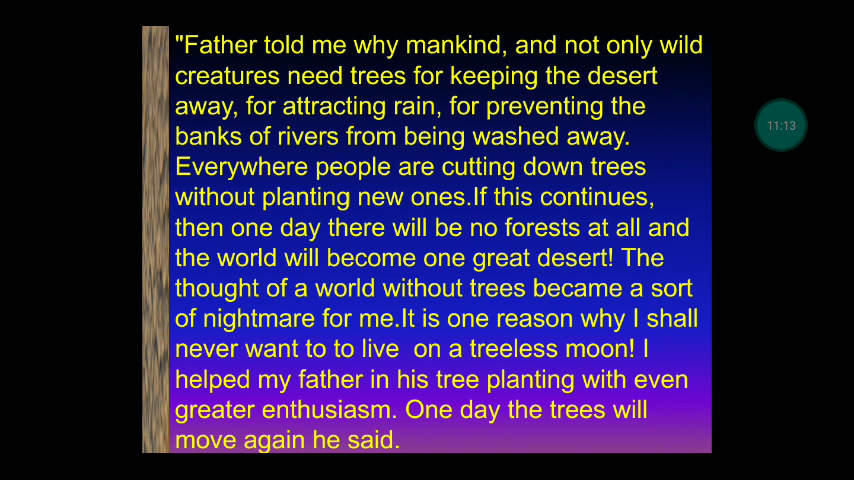 "Father told me why mankind, and not only wild
creatures need trees for keeping the desert
away, for attracting rain, for preventing the
banks of rivers from being washed away.
Everywhere people are cutting down trees
without planting new ones.If this continues,
then one day there will be no forests at all and
the world will become one great desert! The
thought of a world without trees became a sort
of nightmare for me.It is one reason why I shall
never want to to live  on a treeless moon! I
helped my father in his tree planting with even
greater enthusiasm. One day the trees will
move again he said.
11:13